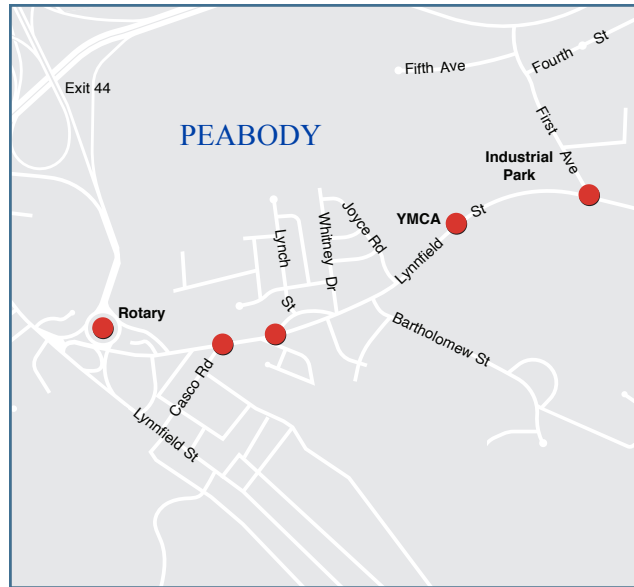 Exit 44
PEABODY
Fifth Ave
Fourth St
First Ave
Industrial
Park
YMCA
Lynnfield St
Joyce Rd
Whitney Dr
Lynch St
Rotary
Bartholomew St
Casco Rd
Lynnfield St